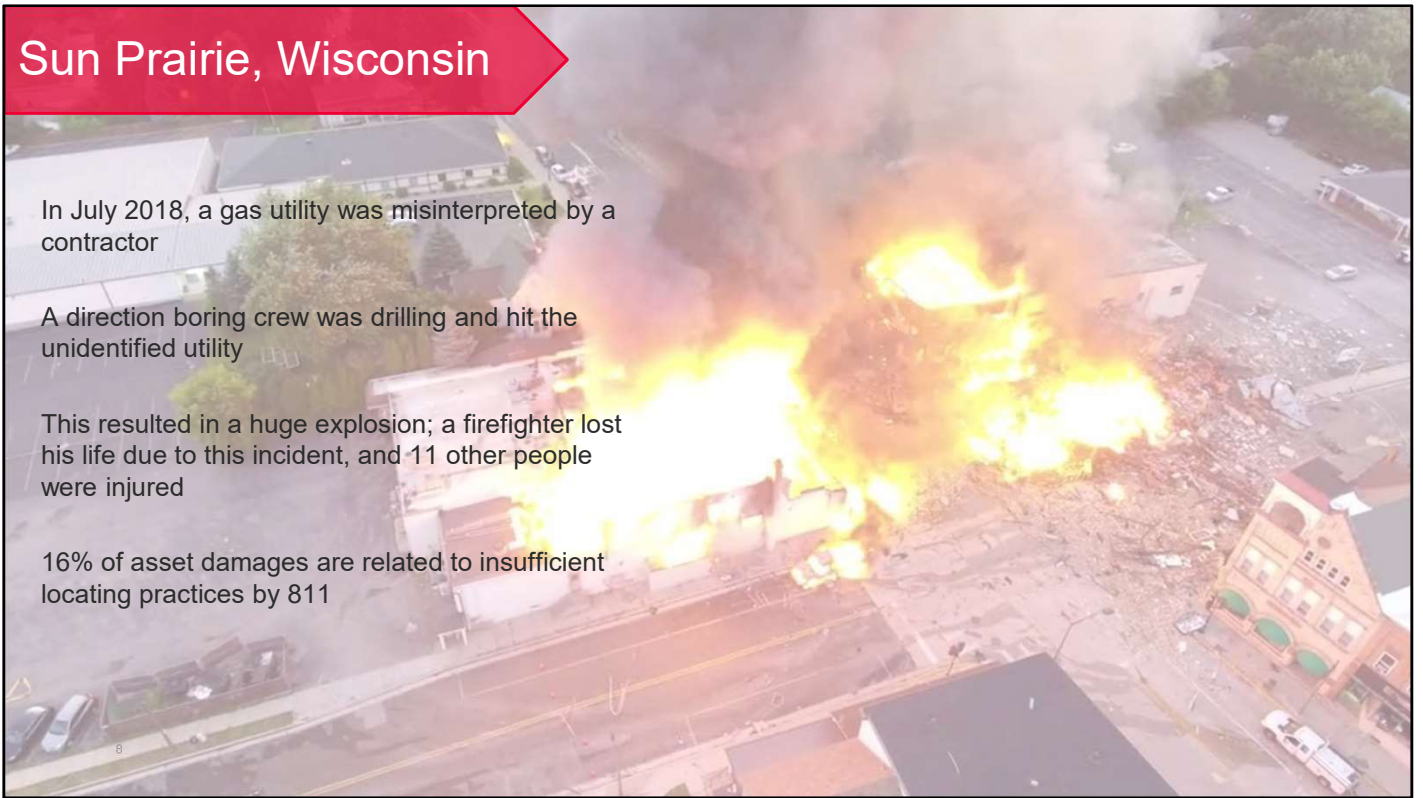 Sun Prairie, Wisconsin
In July 2018, a gas utility was misinterpreted by a
contractor
A direction boring crew was drilling and hit the
unidentified utility
This resulted in a huge explosion; a firefighter lost
his life due to this incident, and 11 other people
were injured
16% of asset damages are related to insufficient
locating practices by 811